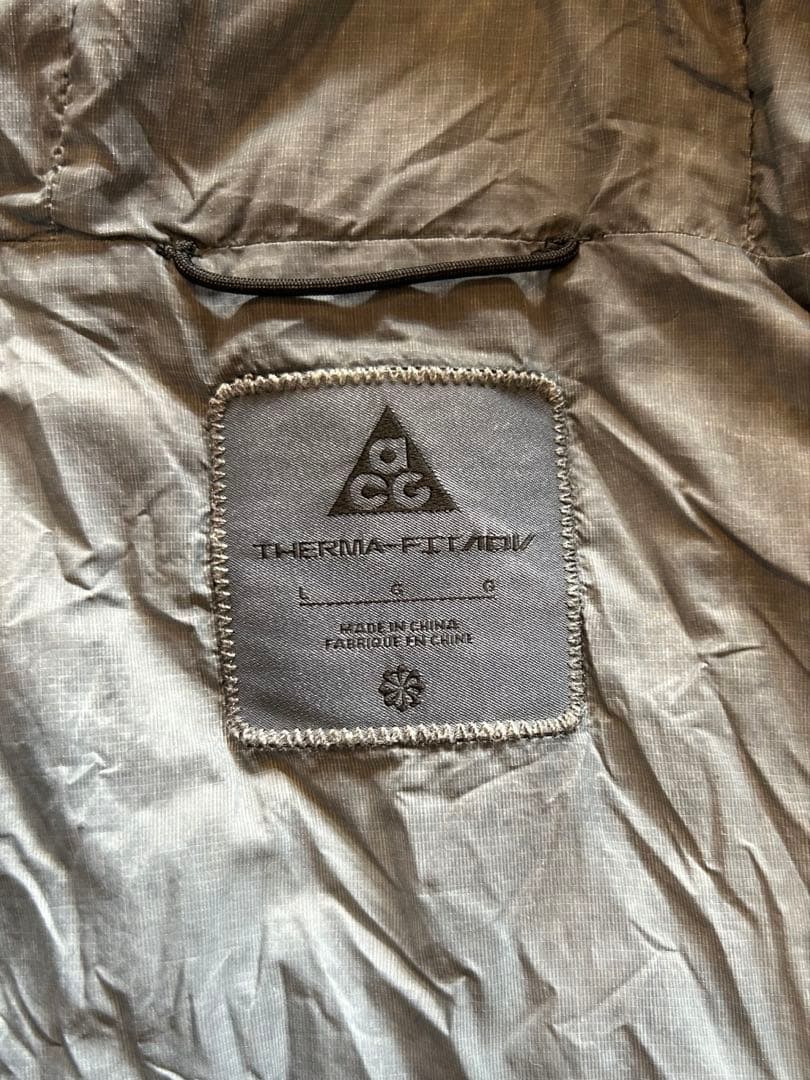 aCG
THERMA-FIT ADV
L G G
MADE IN CHINA
FABRIQUE EN CHINE